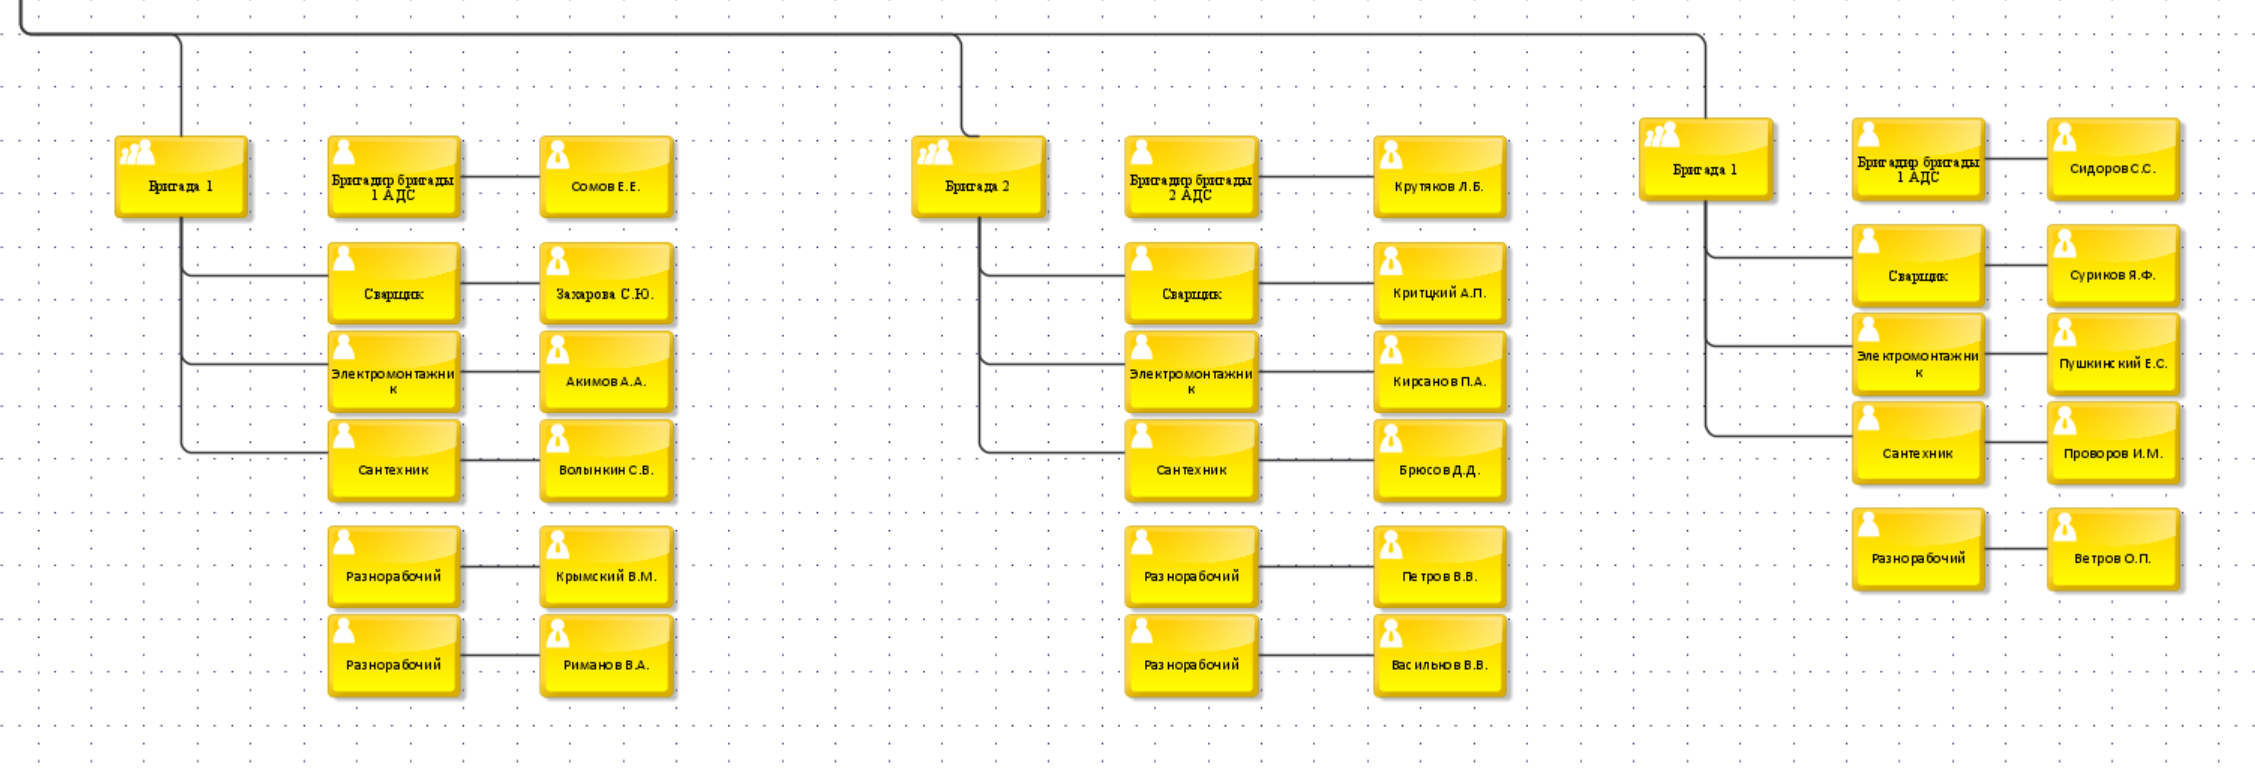 Бригада 1
Бригадир бригады
1 АДС
Сомов Е.Е.
Сварщик
Захарова С.Ю.
Электромонтажни
к
Акимов А.А.
Сантехник
Волынкин С.В.
Разнорабочий
Крымский В.М.
Разнорабочий
Риманов В.А.
Бригада 2
Бригадир бригады
2 АДС
Крутяков Л.Б.
Сварщик
Критцкий А.П.
Электромонтажни
к
Кирсанов П.А.
Сантехник
Брюсов Д.Д.
Разнорабочий
Петров В.В.
Разнорабочий
Васильков В.В.
Бригада 1
Бригадир бригады
1 АДС
Сидоров С.С.
Сварщик
Суриков Я.Ф.
Электромонтажни
к
Пушкинский Е.С.
Сантехник
Проворов И.М.
Разнорабочий
Ветров О.П.